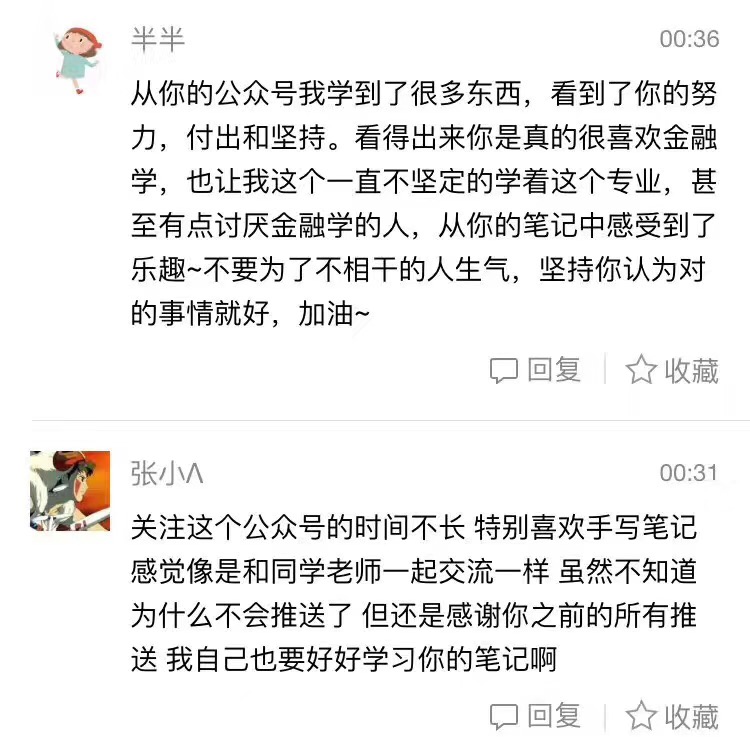 半半
00:36
从你的公众号我学到了很多东西，看到了你的努
力，付出和坚持。看得出来你是真的很喜欢金融
学，也让我这个一直不坚定的学着这个专业，甚
至有点讨厌金融学的人，从你的笔记中感受到了
乐趣~不要为了不相干的人生气，坚持你认为对
的事情就好，加油~
回复
收藏
张小Λ
00:31
关注这个公众号的时间不长 特别喜欢手写笔记
感觉像是和同学老师一起交流一样 虽然不知道
为什么不会推送了 但还是感谢你之前的所有推
送 我自己也要好好学习你的笔记啊
回复
收藏